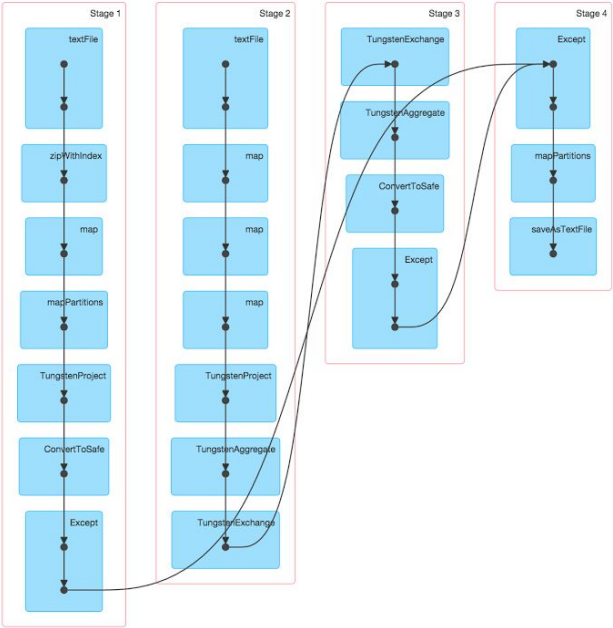 Stage 1
textFile
zipWithIndex
map
mapPartitions
TungstenProject
ConvertToSafe
Except
Stage 2
textFile
map
map
map
TungstenProject
TungstenAggregate
TungstenExchange
Stage 3
TungstenExchange
TungstenAggregate
ConvertToSafe
Except
Stage 4
Except
mapPartitions
saveAsTextFile